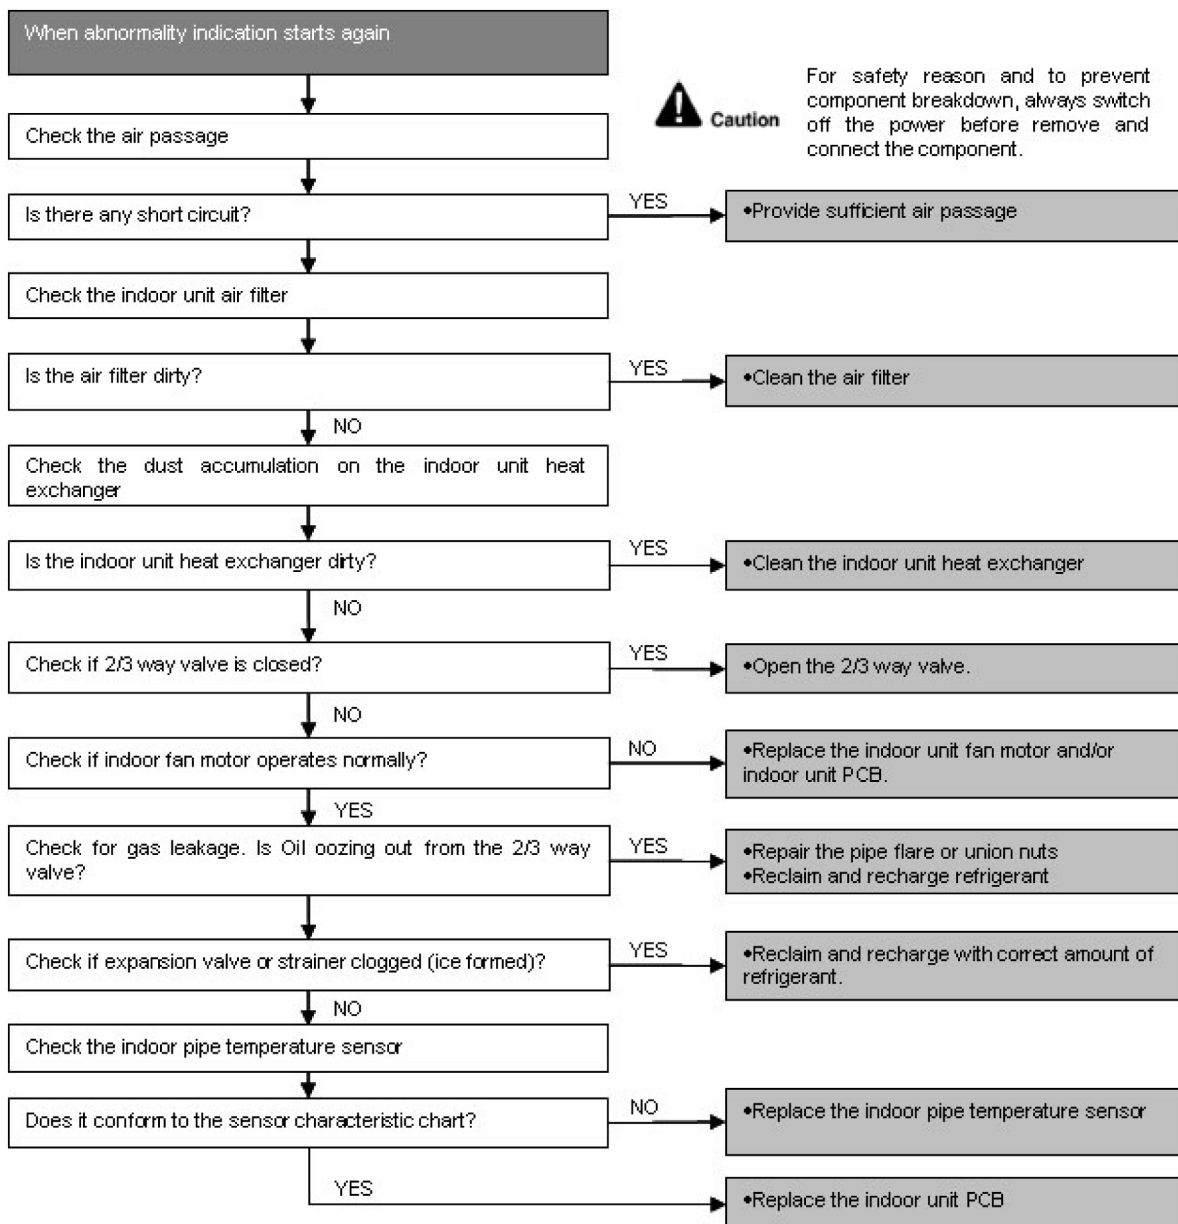 When abnormality indication starts again
For safety reason and to prevent
component breakdown, always switch
off the power before remove and
connect the component.
Caution
Check the air passage
Is there any short circuit?
YES
•Provide sufficient air passage
Check the indoor unit air filter
Is the air filter dirty?
YES
•Clean the air filter
NO
Check the dust accumulation on the indoor unit heat
exchanger
Is the indoor unit heat exchanger dirty?
YES
•Clean the indoor unit heat exchanger
NO
Check if 2/3 way valve is closed?
YES
•Open the 2/3 way valve.
NO
Check if indoor fan motor operates normally?
NO
•Replace the indoor unit fan motor and/or
indoor unit PCB.
YES
Check for gas leakage. Is Oil oozing out from the 2/3 way
valve?
YES
•Repair the pipe flare or union nuts
•Reclaim and recharge refrigerant
Check if expansion valve or strainer clogged (ice formed)?
YES
•Reclaim and recharge with correct amount of
refrigerant.
NO
Check the indoor pipe temperature sensor
Does it conform to the sensor characteristic chart?
NO
•Replace the indoor pipe temperature sensor
YES
•Replace the indoor unit PCB